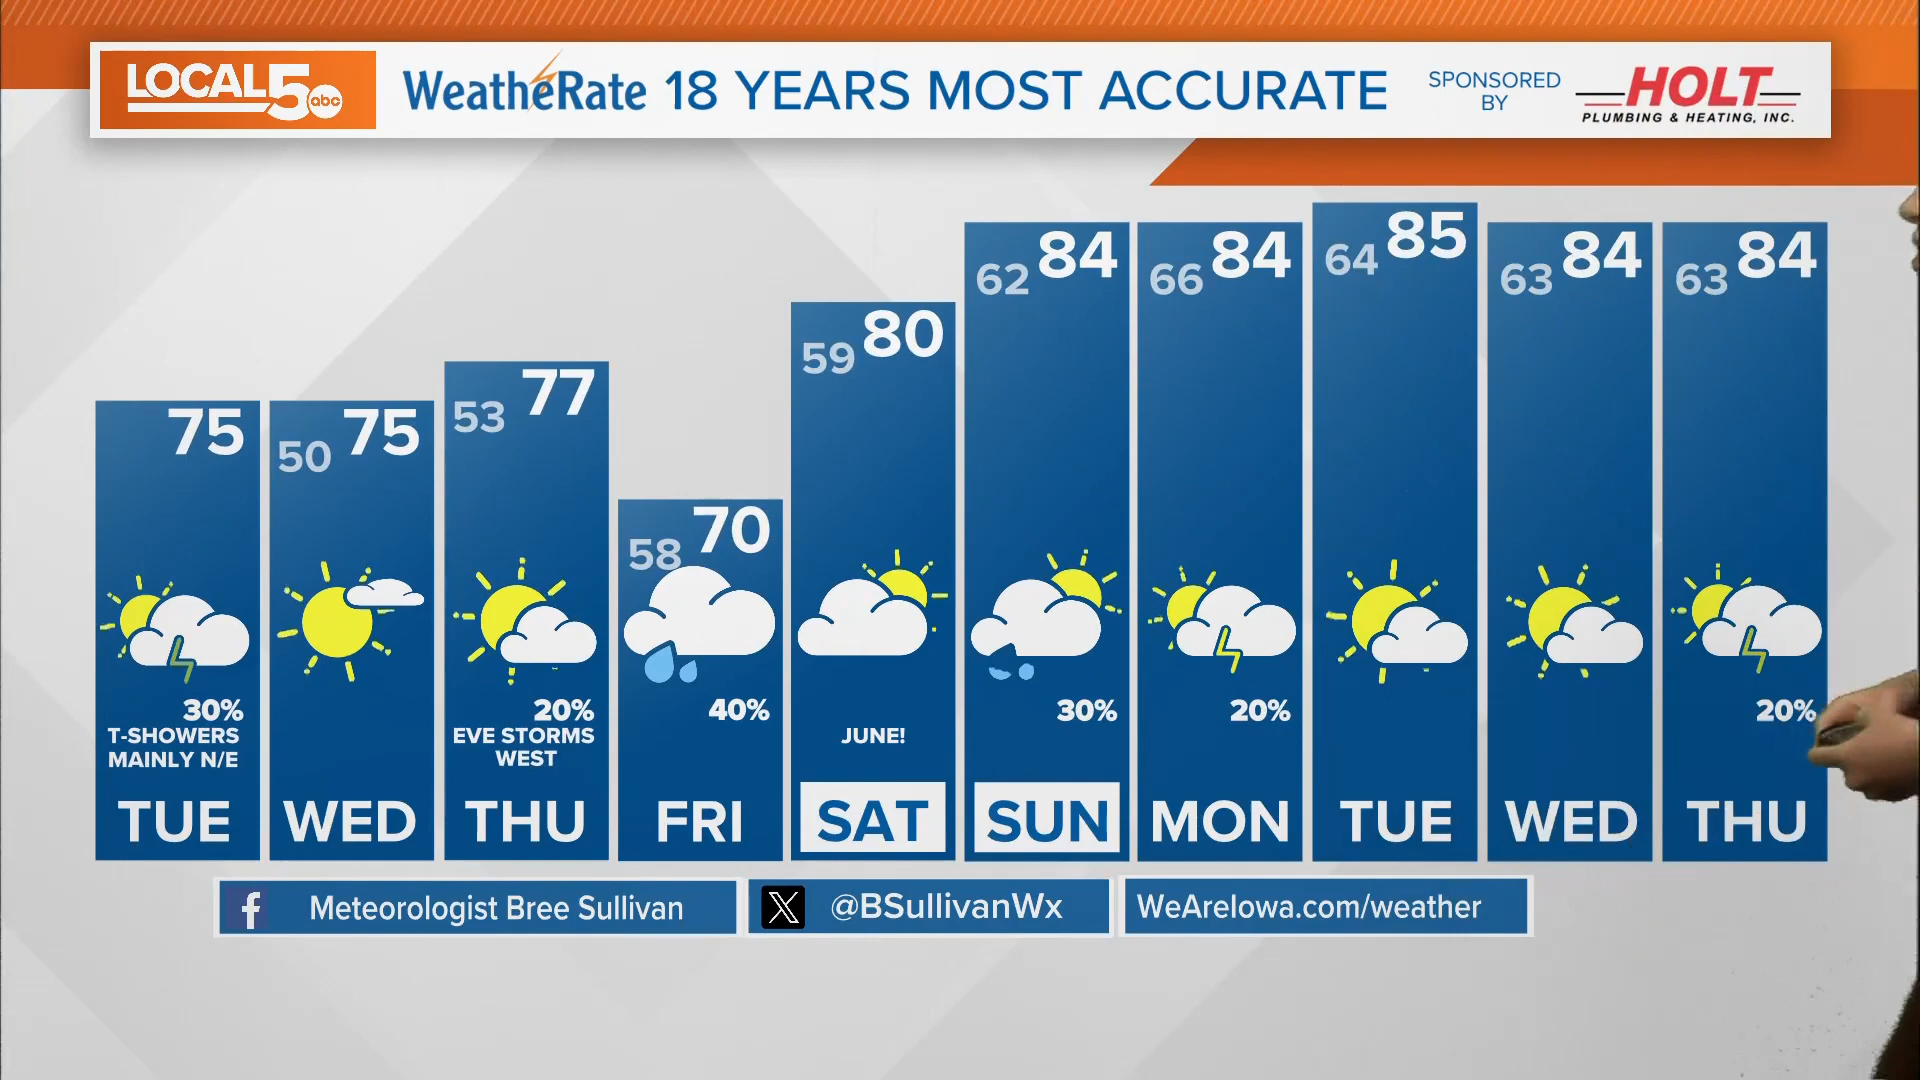 LOCAL 5 abc
WeatheRate 18 YEARS MOST ACCURATE
SPONSORED
BY
HOLT
PLUMBING & HEATING, INC.
75
30%
T-SHOWERS
MAINLY N/E
TUE
50 75
WED
53 77
20%
EVE STORMS
WEST
THU
58 70
40%
FRI
59 80
JUNE!
SAT
62 84
30%
SUN
66 84
20%
MON
64 85
TUE
63 84
WED
63 84
20%
THU
f Meteorologist Bree Sullivan
X @BSullivanWx
WeAreIowa.com/weather